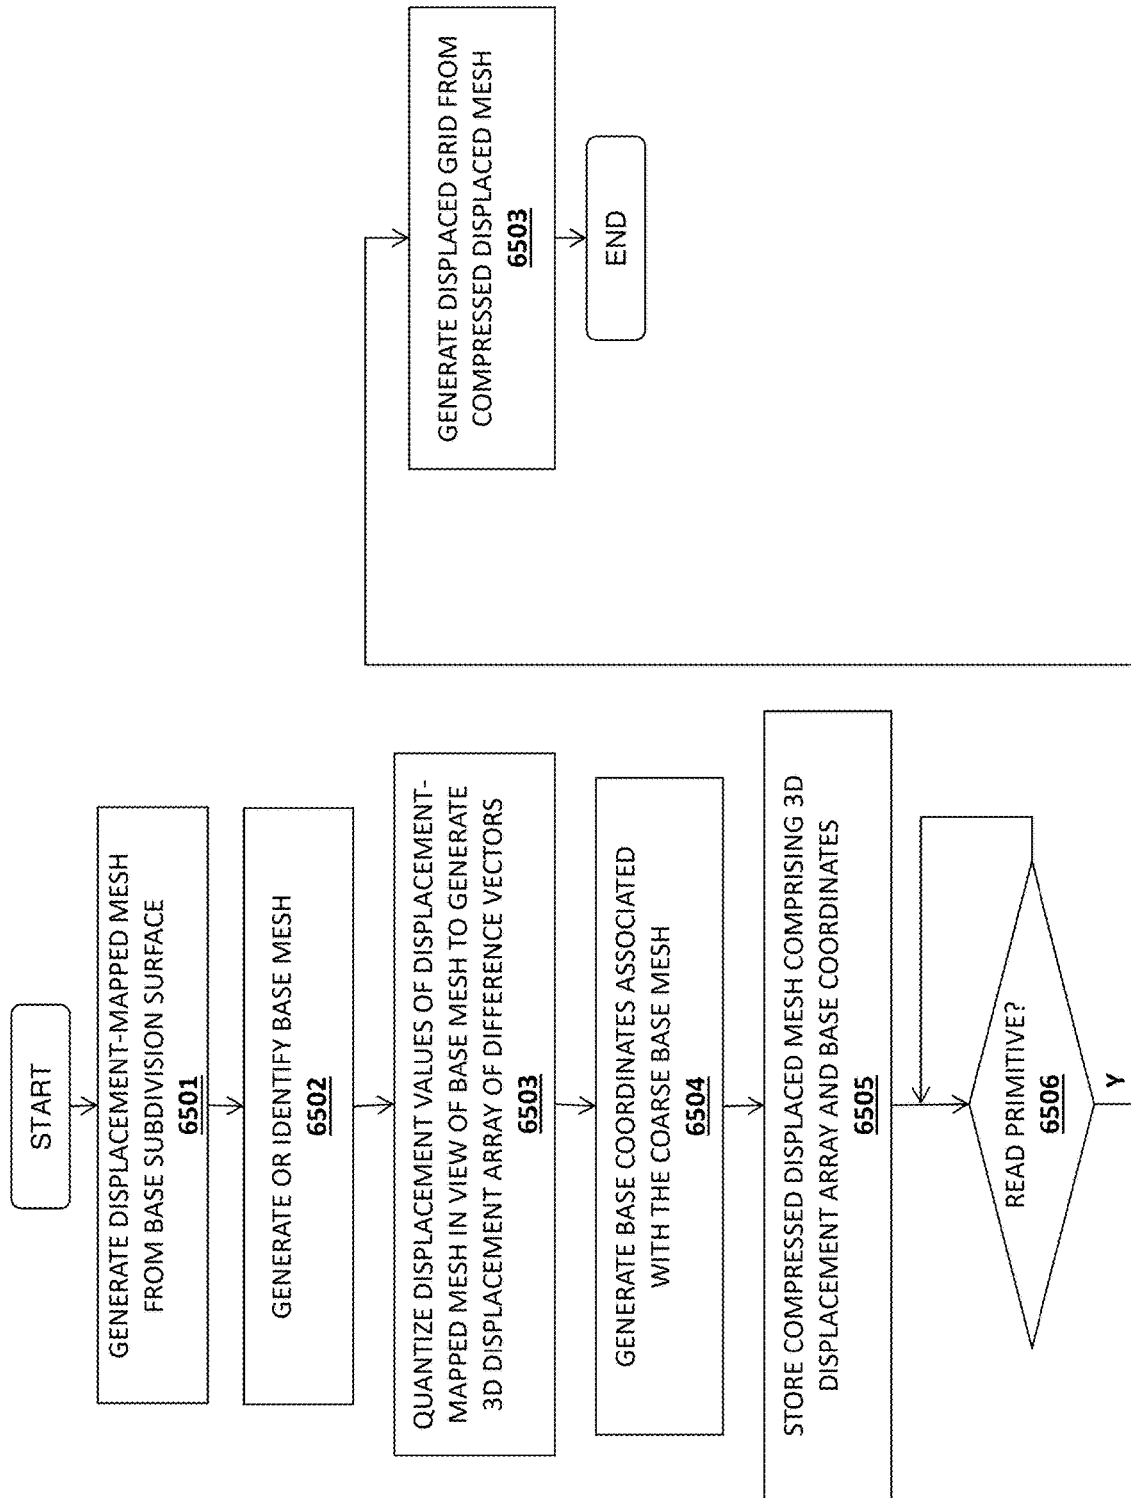 START
GENERATE DISPLACEMENT-MAPPED MESH
FROM BASE SUBDIVISION SURFACE
6501
GENERATE OR IDENTIFY BASE MESH
6502
QUANTIZE DISPLACEMENT VALUES OF DISPLACEMENT-
MAPPED MESH IN VIEW OF BASE MESH TO GENERATE
3D DISPLACEMENT ARRAY OF DIFFERENCE VECTORS
6503
GENERATE BASE COORDINATES ASSOCIATED
WITH THE COARSE BASE MESH
6504
STORE COMPRESSED DISPLACED MESH COMPRISING 3D
DISPLACEMENT ARRAY AND BASE COORDINATES
6505
READ PRIMITIVE?
6506
Y
GENERATE DISPLACED GRID FROM
COMPRESSED DISPLACED MESH
6503
END